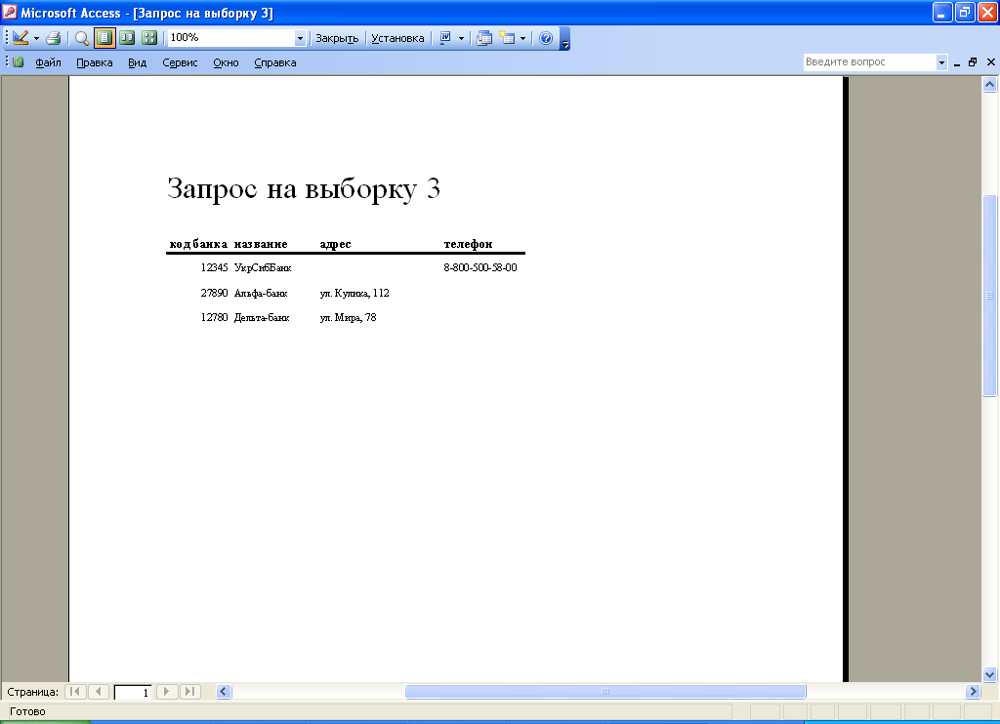 Microsoft Access - [Запрос на выборку 3]
100% Закрыть Установка
Файл Правка Вид Сервис Окно Справка Введите вопрос
Запрос на выборку 3
код банка название адрес телефон
12345 УкрСибБанк 8-800-500-58-00
27890 Альфа-банк ул. Кулика, 112
12780 Дельта-банк ул. Мира, 78
Страница: 1
Готово